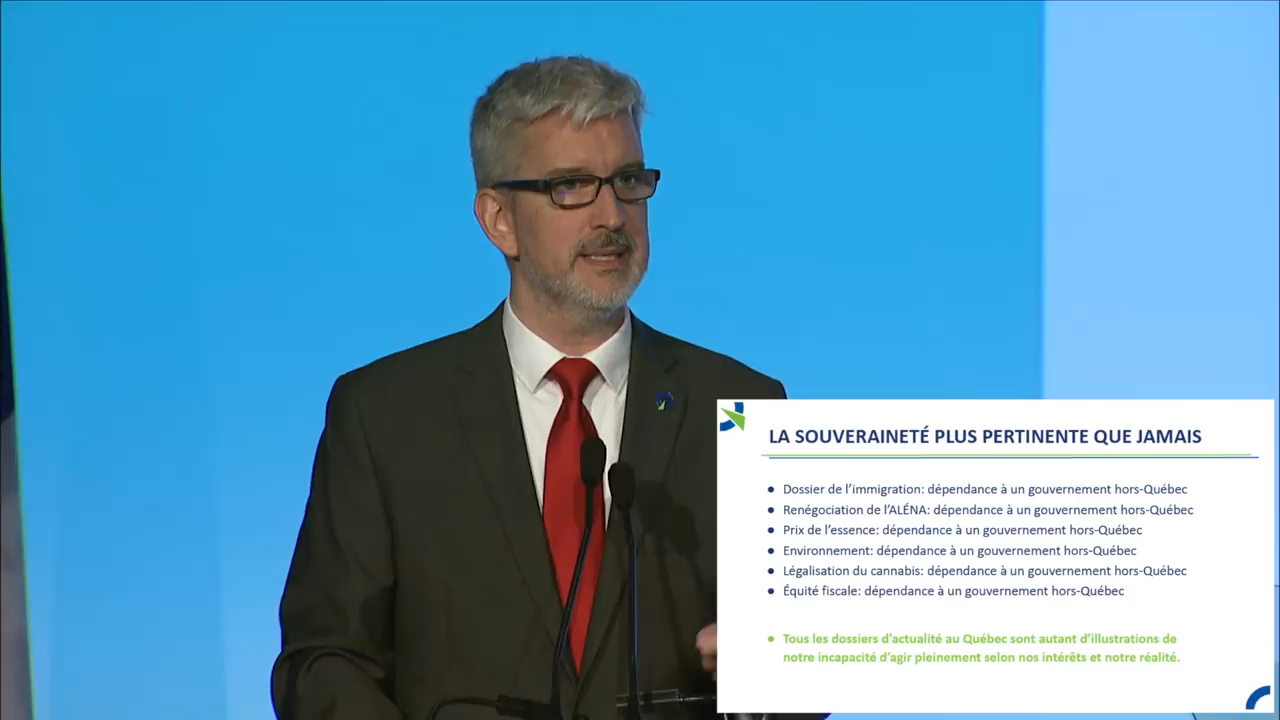 LA SOUVERAINETÉ PLUS PERTINENTE QUE JAMAIS
● Dossier de l'immigration: dépendance à un gouvernement hors-Québec
● Renégociation de l'ALÉNA: dépendance à un gouvernement hors-Québec
● Prix de l'essence: dépendance à un gouvernement hors-Québec
● Environnement: dépendance à un gouvernement hors-Québec
● Légalisation du cannabis: dépendance à un gouvernement hors-Québec
● Équité fiscale: dépendance à un gouvernement hors-Québec
● Tous les dossiers d'actualité au Québec sont autant d'illustrations de
notre incapacité d'agir pleinement selon nos intérêts et notre réalité.